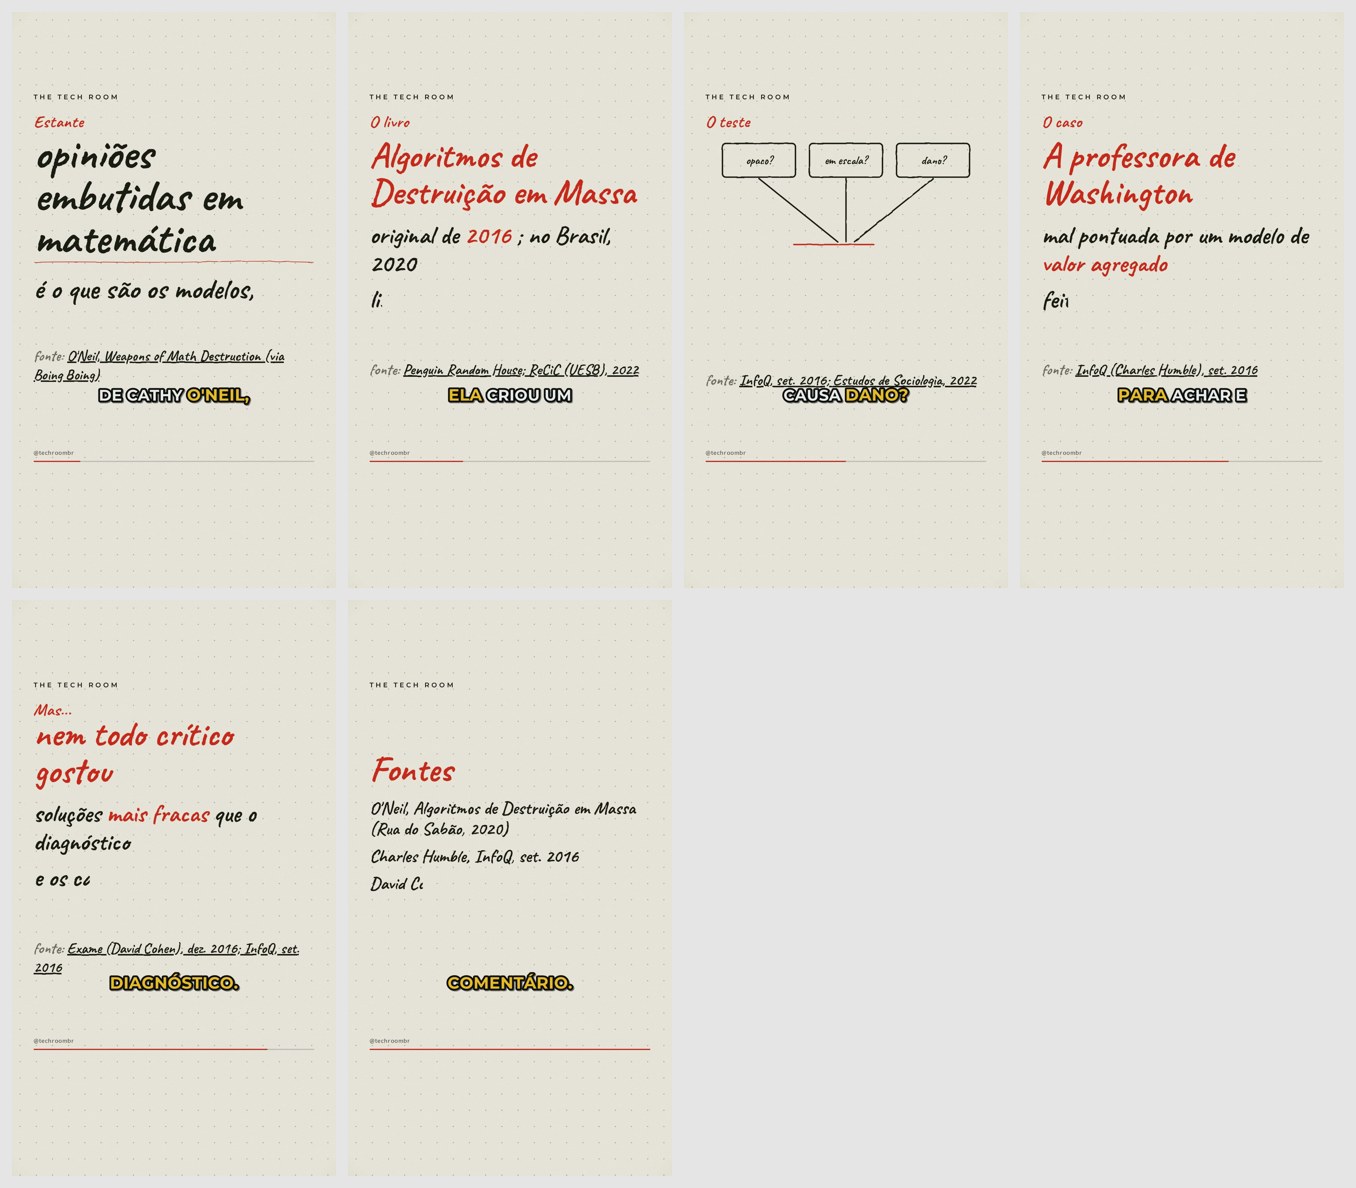 THE TECH ROOM
Estante
opiniões
embutidas em
matemática
é o que são os modelos,
fonte: O'Neil, Weapons of Math Destruction (via
Boing Boing)
DE CATHY O'NEIL,
@techroombr
THE TECH ROOM
O livro
Algoritmos de
Destruição em Massa
original de 2016 ; no Brasil,
2020
li
fonte: Penguin Random House; ReCiC (UESB), 2022
ELA CRIOU UM
@techroombr
THE TECH ROOM
O teste
opaco?
em escala?
dano?
fonte: InfoQ, set. 2016; Estudos de Sociologia, 2022
CAUSA DANO?
@techroombr
THE TECH ROOM
O caso
A professora de
Washington
mal pontuada por um modelo de
valor agregado
fei
fonte: InfoQ (Charles Humble), set. 2016
PARA ACHAR E
@techroombr
THE TECH ROOM
Mas...
nem todo crítico
gostou
soluções mais fracas que o
diagnóstico
e os c
fonte: Exame (David Cohen), dez. 2016; InfoQ, set.
2016
DIAGNÓSTICO.
@techroombr
THE TECH ROOM
Fontes
O'Neil, Algoritmos de Destruição em Massa
(Rua do Sabão, 2020)
Charles Humble, InfoQ, set. 2016
David C
COMENTÁRIO.